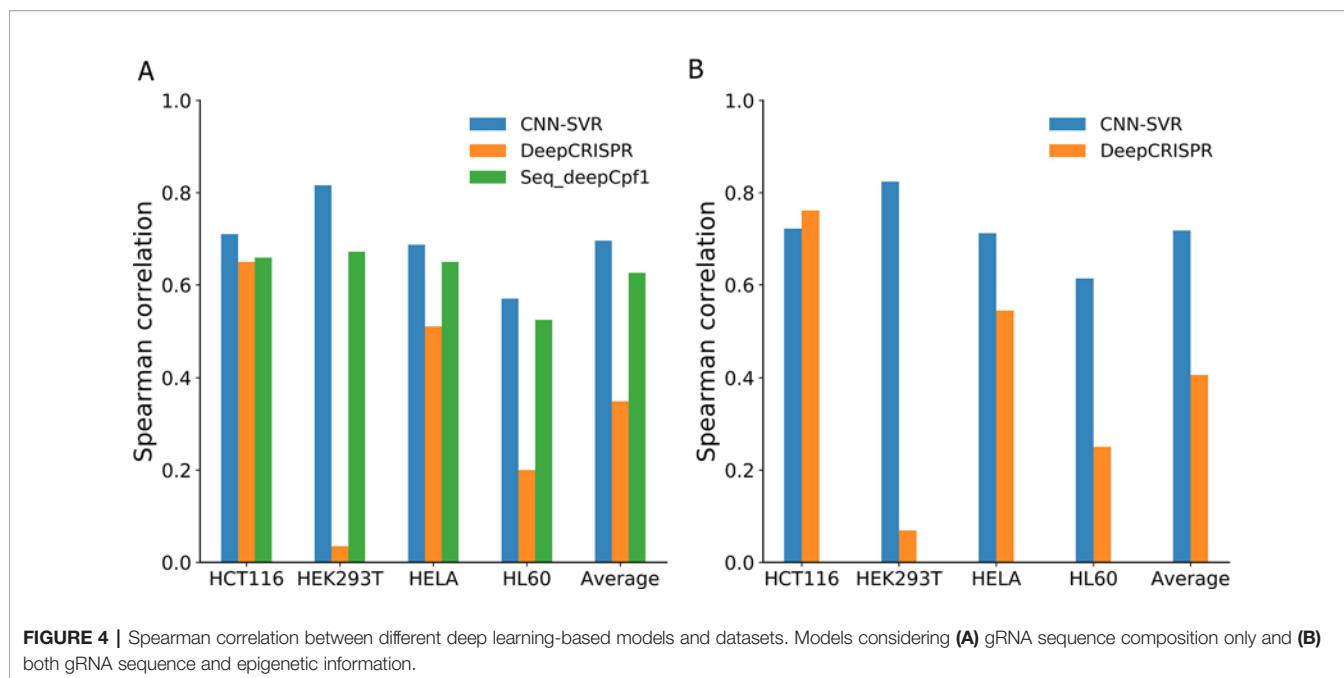 A
Spearman correlation
1.0
0.8
0.6
0.4
0.2
0.0
CNN-SVR
DeepCRISPR
Seq_deepCpf1
HCT116 HEK293T HELA HL60 Average
B
Spearman correlation
1.0
0.8
0.6
0.4
0.2
0.0
CNN-SVR
DeepCRISPR
HCT116 HEK293T HELA HL60 Average
FIGURE 4 | Spearman correlation between different deep learning-based models and datasets. Models considering (A) gRNA sequence composition only and (B)
both gRNA sequence and epigenetic information.